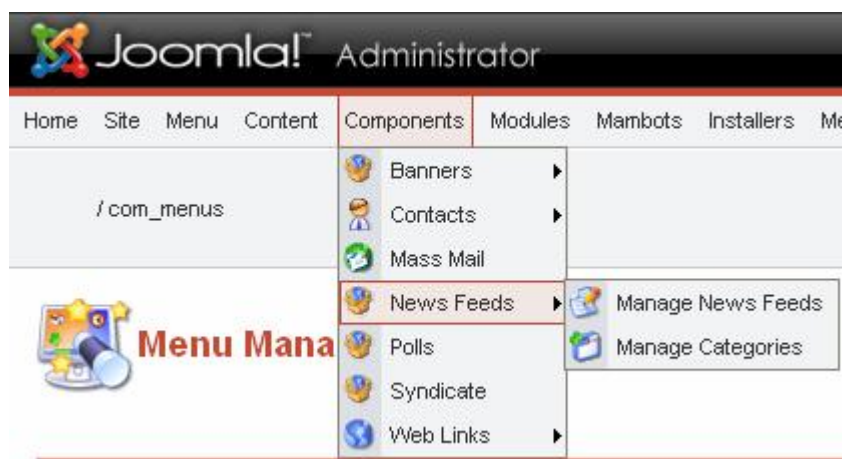 Joomla!™ Administrator
Home Site Menu Content Components Modules Mambots Installers
/ com_menus
Banners
Contacts
Mass Mail
News Feeds
Manage News Feeds
Manage Categories
Menu
Polls
Syndicate
Web Links